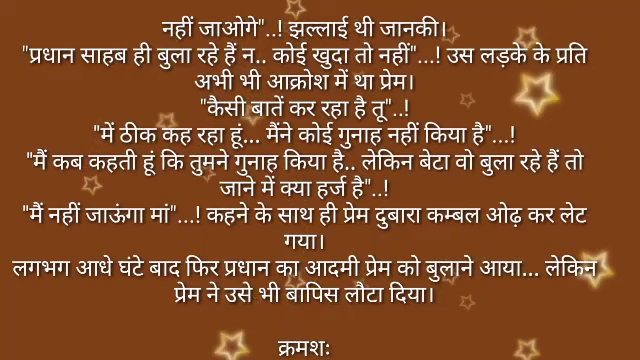 नहीं जाओगे"..! झल्लाई थी जानकी।
"प्रधान साहब ही बुला रहे हैं न.. कोई खुदा तो नहीं"...! उस लड़के के प्रति
अभी भी आक्रोश में था प्रेम।
"कैसी बातें कर रहा है तू"..!
"में ठीक कह रहा हूं... मैंने कोई गुनाह नहीं किया है"...!
"मैं कब कहती हूं कि तुमने गुनाह किया है.. लेकिन बेटा वो बुला रहे हैं तो
जाने में क्या हर्ज है"..!
"मैं नहीं जाऊंगा मां"...! कहने के साथ ही प्रेम दुबारा कम्बल ओढ़ कर लेट
गया।
लगभग आधे घंटे बाद फिर प्रधान का आदमी प्रेम को बुलाने आया... लेकिन
प्रेम ने उसे भी बापिस लौटा दिया।
क्रमशः